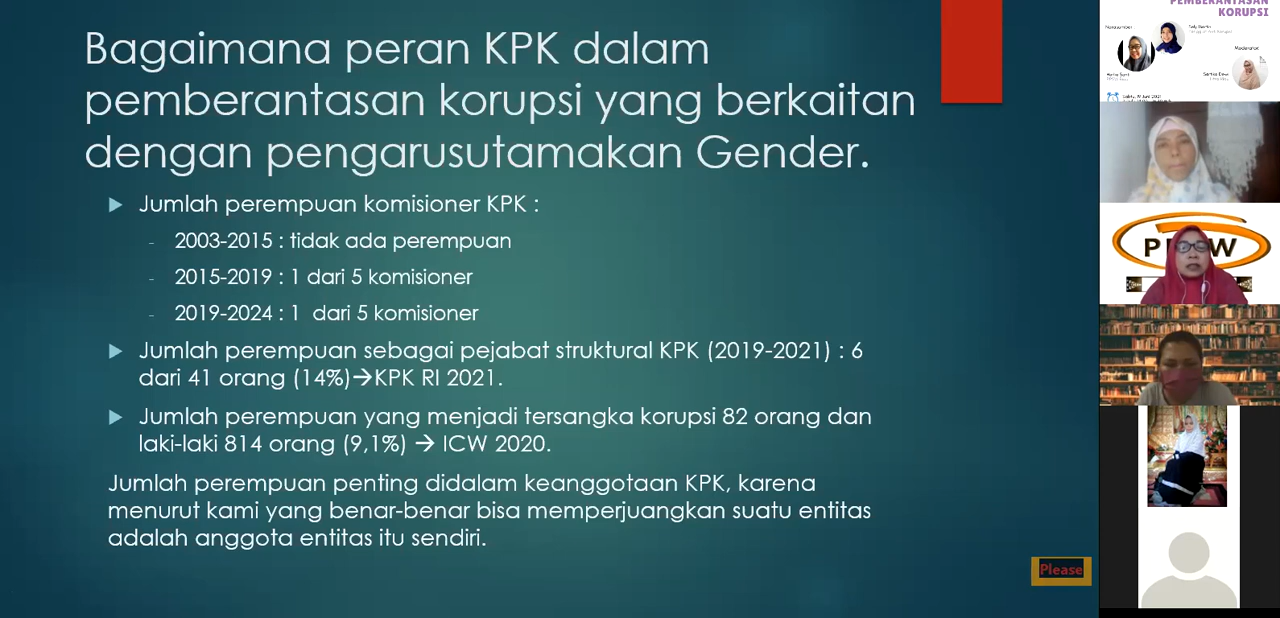 Bagaimana peran KPK dalam
pemberantasan korupsi yang berkaitan
dengan pengarusutamakan Gender.
Jumlah perempuan komisioner KPK :
- 2003-2015 : tidak ada perempuan
- 2015-2019 : 1 dari 5 komisioner
- 2019-2024 : 1 dari 5 komisioner
Jumlah perempuan sebagai pejabat struktural KPK (2019-2021) : 6
dari 41 orang (14%)→KPK RI 2021.
Jumlah perempuan yang menjadi tersangka korupsi 82 orang dan
laki-laki 814 orang (9,1%) → ICW 2020.
Jumlah perempuan penting didalam keanggotaan KPK, karena
menurut kami yang benar-benar bisa memperjuangkan suatu entitas
adalah anggota entitas itu sendiri.
Please
PEMBERANTASAN
KORUPSI
Narasumber
Moderator